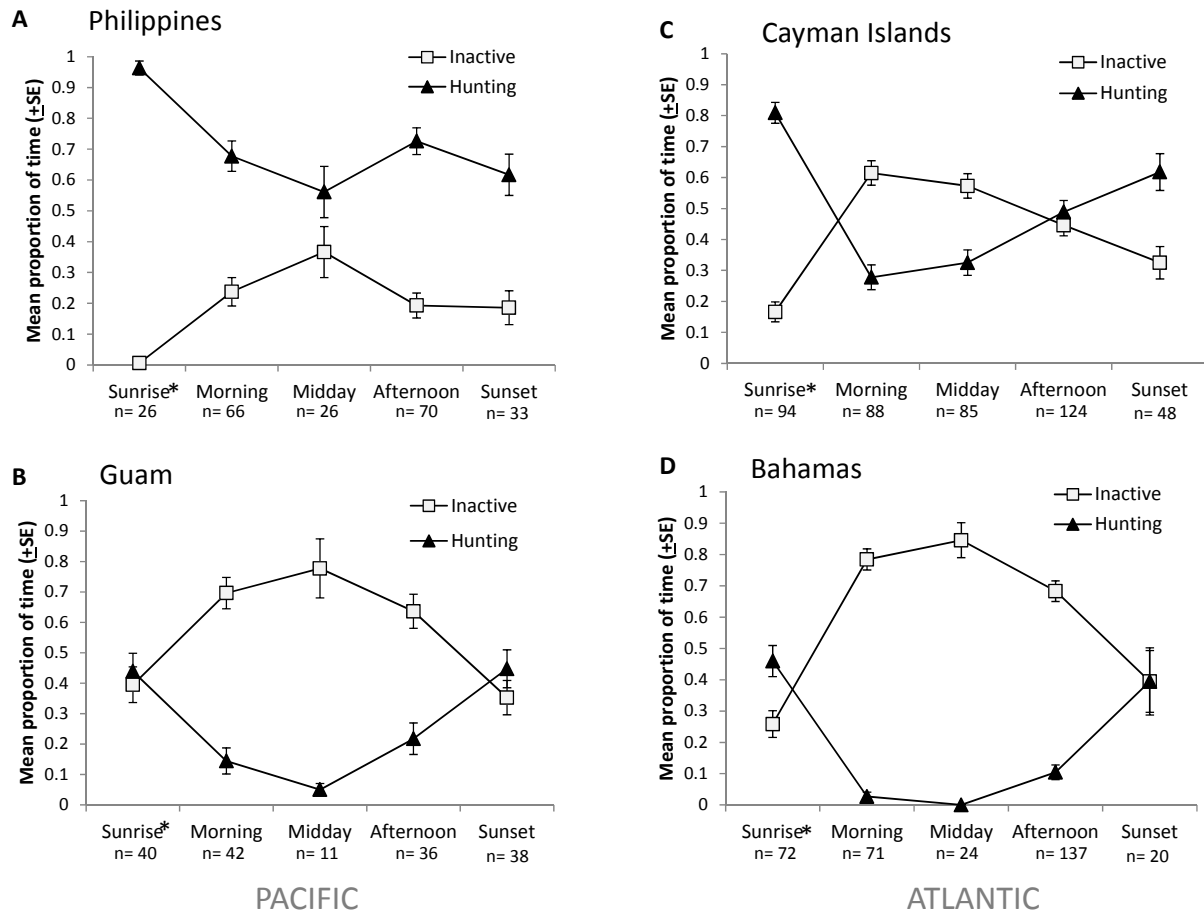 A Philippines
Mean proportion of time (±SE)
1
0.9
0.8
0.7
0.6
0.5
0.4
0.3
0.2
0.1
0
Inactive
Hunting
Sunrise* Morning Midday Afternoon Sunset
n= 26 n= 66 n= 26 n= 70 n= 33
B Guam
Mean proportion of time (±SE)
1
0.9
0.8
0.7
0.6
0.5
0.4
0.3
0.2
0.1
0
Inactive
Hunting
Sunrise* Morning Midday Afternoon Sunset
n= 40 n= 42 n= 11 n= 36 n= 38
PACIFIC
C Cayman Islands
Mean proportion of time (±SE)
1
0.9
0.8
0.7
0.6
0.5
0.4
0.3
0.2
0.1
0
Inactive
Hunting
Sunrise* Morning Midday Afternoon Sunset
n= 94 n= 88 n= 85 n= 124 n= 48
D Bahamas
Mean proportion of time (±SE)
1
0.9
0.8
0.7
0.6
0.5
0.4
0.3
0.2
0.1
0
Inactive
Hunting
Sunrise* Morning Midday Afternoon Sunset
n= 72 n= 71 n= 24 n= 137 n= 20
ATLANTIC